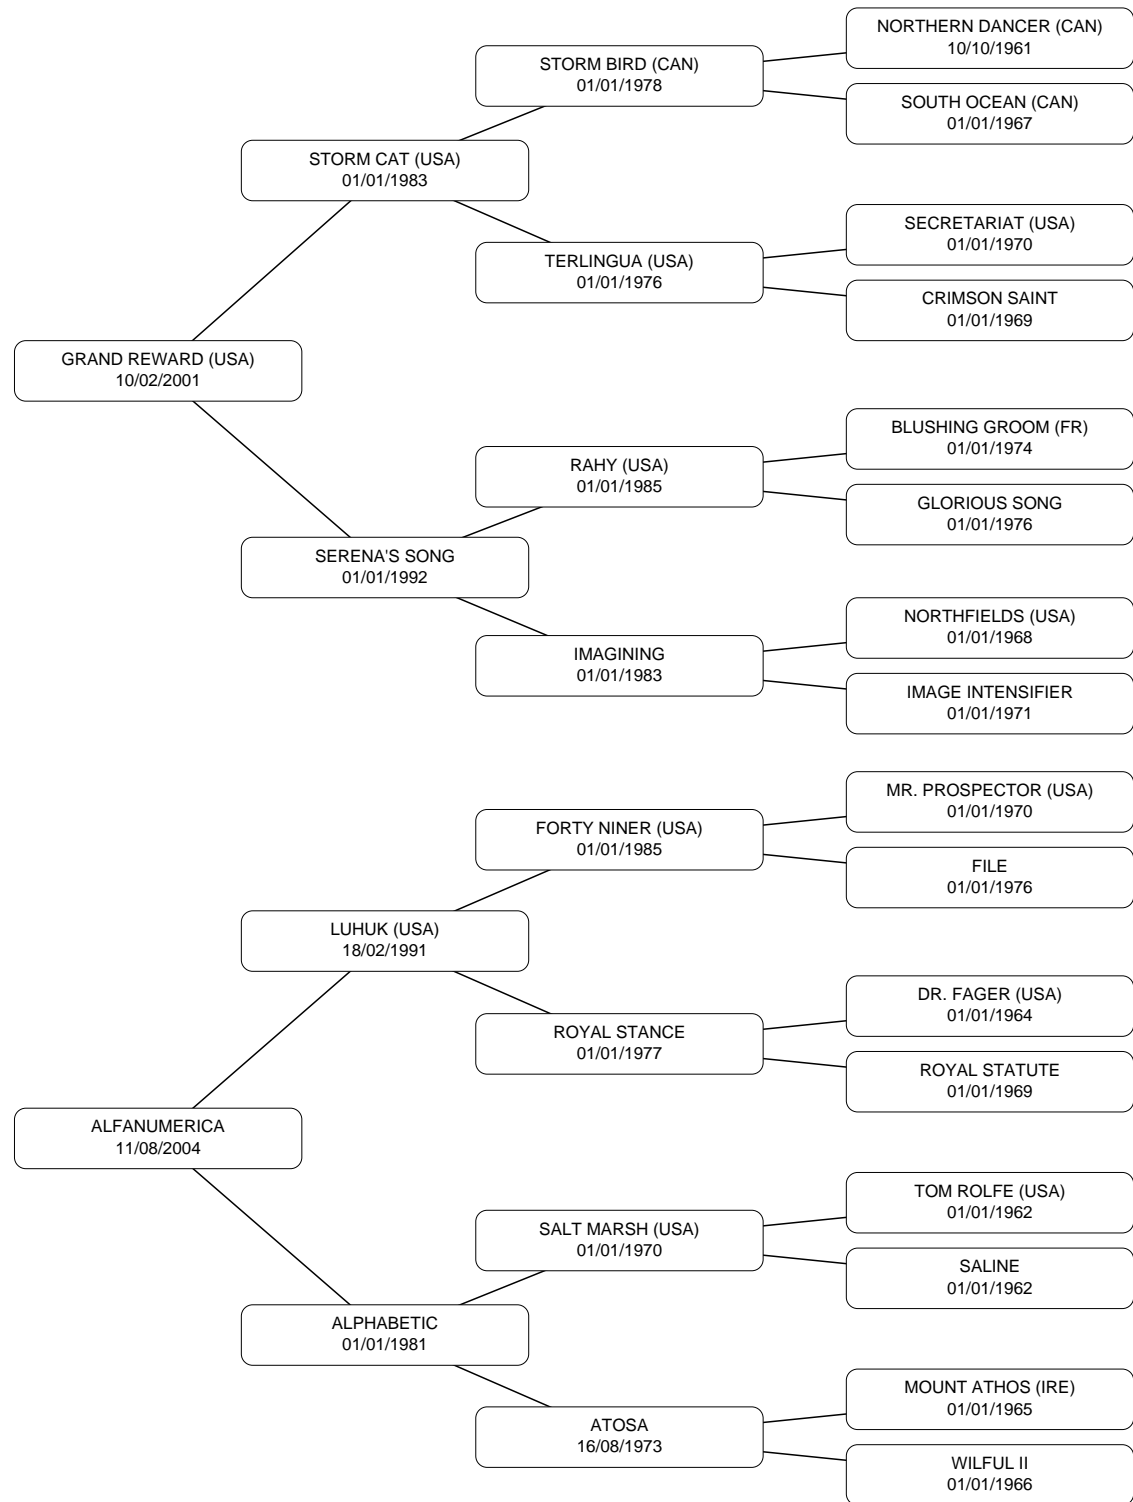 NORTHERN DANCER (CAN)
10/10/1961
STORM BIRD (CAN)
01/01/1978
SOUTH OCEAN (CAN)
01/01/1967
STORM CAT (USA)
01/01/1983
SECRETARIAT (USA)
01/01/1970
TERLINGUA (USA)
01/01/1976
CRIMSON SAINT
01/01/1969
GRAND REWARD (USA)
10/02/2001
BLUSHING GROOM (FR)
01/01/1974
RAHY (USA)
01/01/1985
GLORIOUS SONG
01/01/1976
SERENA'S SONG
01/01/1992
NORTHFIELDS (USA)
01/01/1968
IMAGINING
01/01/1983
IMAGE INTENSIFIER
01/01/1971
MR. PROSPECTOR (USA)
01/01/1970
FORTY NINER (USA)
01/01/1985
FILE
01/01/1976
LUHUK (USA)
18/02/1991
DR. FAGER (USA)
01/01/1964
ROYAL STANCE
01/01/1977
ROYAL STATUTE
01/01/1969
ALFANUMERICA
11/08/2004
TOM ROLFE (USA)
01/01/1962
SALT MARSH (USA)
01/01/1970
SALINE
01/01/1962
ALPHABETIC
01/01/1981
MOUNT ATHOS (IRE)
01/01/1965
ATOSA
16/08/1973
WILFUL II
01/01/1966